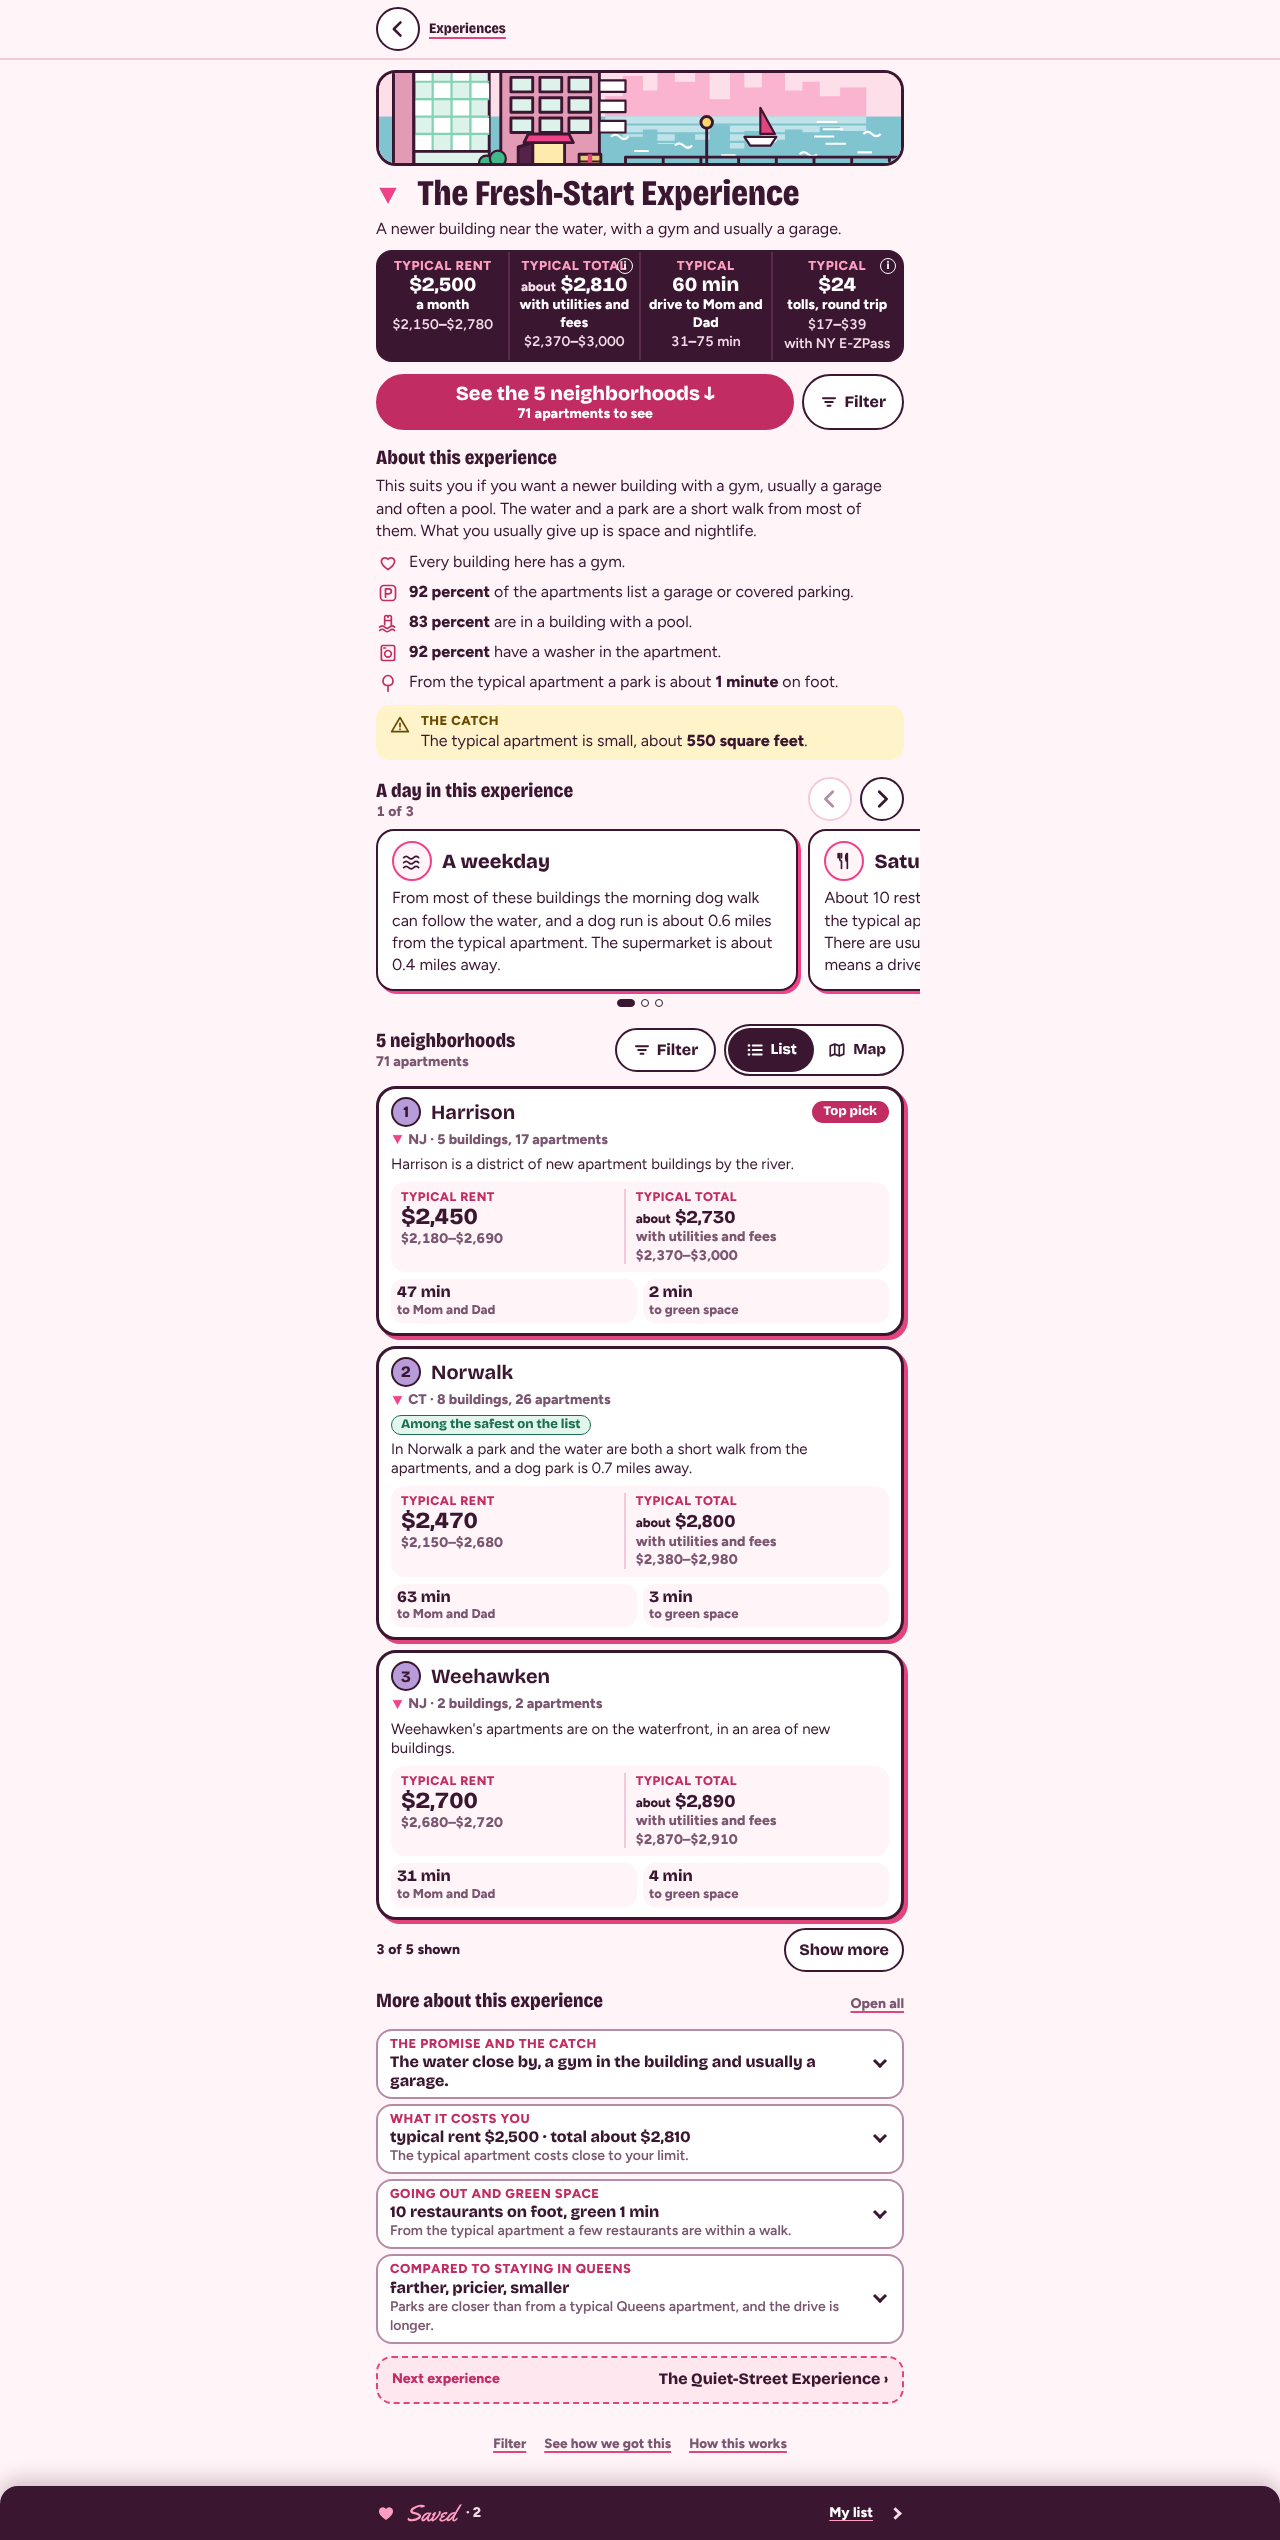 Experiences
The Fresh-Start Experience
A newer building near the water, with a gym and usually a garage.
TYPICAL RENT
$2,500
a month
$2,150–$2,780
TYPICAL TOTAL
about $2,810
with utilities and
fees
$2,370–$3,000
TYPICAL
60 min
drive to Mom and
Dad
31–75 min
TYPICAL
$24
tolls, round trip
$17–$39
with NY E-ZPass
See the 5 neighborhoods ↓
71 apartments to see
Filter
About this experience
This suits you if you want a newer building with a gym, usually a garage
and often a pool. The water and a park are a short walk from most of
them. What you usually give up is space and nightlife.
Every building here has a gym.
92 percent of the apartments list a garage or covered parking.
83 percent are in a building with a pool.
92 percent have a washer in the apartment.
From the typical apartment a park is about 1 minute on foot.
THE CATCH
The typical apartment is small, about 550 square feet.
A day in this experience
1 of 3
A weekday
From most of these buildings the morning dog walk
can follow the water, and a dog run is about 0.6 miles
from the typical apartment. The supermarket is about
0.4 miles away.
Satu
About 10 rest
the typical ap
There are usu
means a drive
5 neighborhoods
71 apartments
Filter
List
Map
1 Harrison
Top pick
NJ · 5 buildings, 17 apartments
Harrison is a district of new apartment buildings by the river.
TYPICAL RENT
$2,450
$2,180–$2,690
TYPICAL TOTAL
about $2,730
with utilities and fees
$2,370–$3,000
47 min
to Mom and Dad
2 min
to green space
2 Norwalk
CT · 8 buildings, 26 apartments
Among the safest on the list
In Norwalk a park and the water are both a short walk from the
apartments, and a dog park is 0.7 miles away.
TYPICAL RENT
$2,470
$2,150–$2,680
TYPICAL TOTAL
about $2,800
with utilities and fees
$2,380–$2,980
63 min
to Mom and Dad
3 min
to green space
3 Weehawken
NJ · 2 buildings, 2 apartments
Weehawken's apartments are on the waterfront, in an area of new
buildings.
TYPICAL RENT
$2,700
$2,680–$2,720
TYPICAL TOTAL
about $2,890
with utilities and fees
$2,870–$2,910
31 min
to Mom and Dad
4 min
to green space
3 of 5 shown
Show more
More about this experience
Open all
THE PROMISE AND THE CATCH
The water close by, a gym in the building and usually a
garage.
WHAT IT COSTS YOU
typical rent $2,500 · total about $2,810
The typical apartment costs close to your limit.
GOING OUT AND GREEN SPACE
10 restaurants on foot, green 1 min
From the typical apartment a few restaurants are within a walk.
COMPARED TO STAYING IN QUEENS
farther, pricier, smaller
Parks are closer than from a typical Queens apartment, and the drive is
longer.
Next experience
The Quiet-Street Experience ›
Filter
See how we got this
How this works
Saved · 2
My list